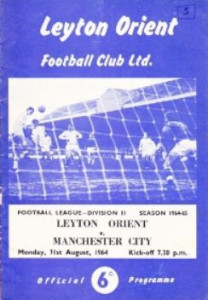 5
Leyton Orient
Football Club Ltd.
FOOTBALL LEAGUE—DIVISION II SEASON 1964-65
LEYTON ORIENT
v.
MANCHESTER CITY
Monday, 31st August, 1964 Kick-off 7.30 p.m.
Official 6D Programme